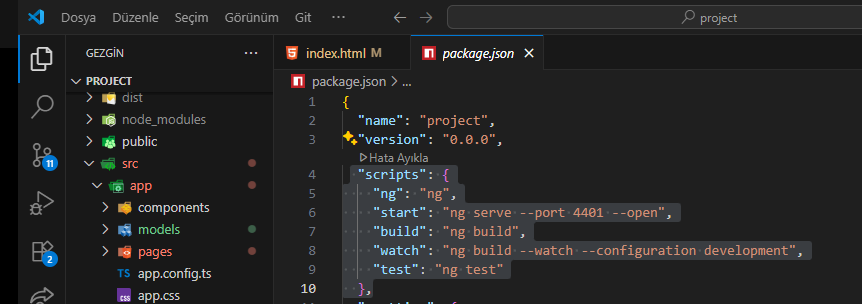 Dosya Düzenle Seçim Görünüm Git ... project
GEZGİN ...
index.html M package.json
PROJECT
package.json > ...
dist
node_modules
public
src
app
components
models
pages
TS app.config.ts
CSS app.css
11
2
1 {
2 "name": "project",
3 "version": "0.0.0",
Hata Ayıkla
4 "scripts": {
5 "ng": "ng",
6 "start": "ng serve --port 4401 --open",
7 "build": "ng build",
8 "watch": "ng build --watch --configuration development",
9 "test": "ng test"
10 },